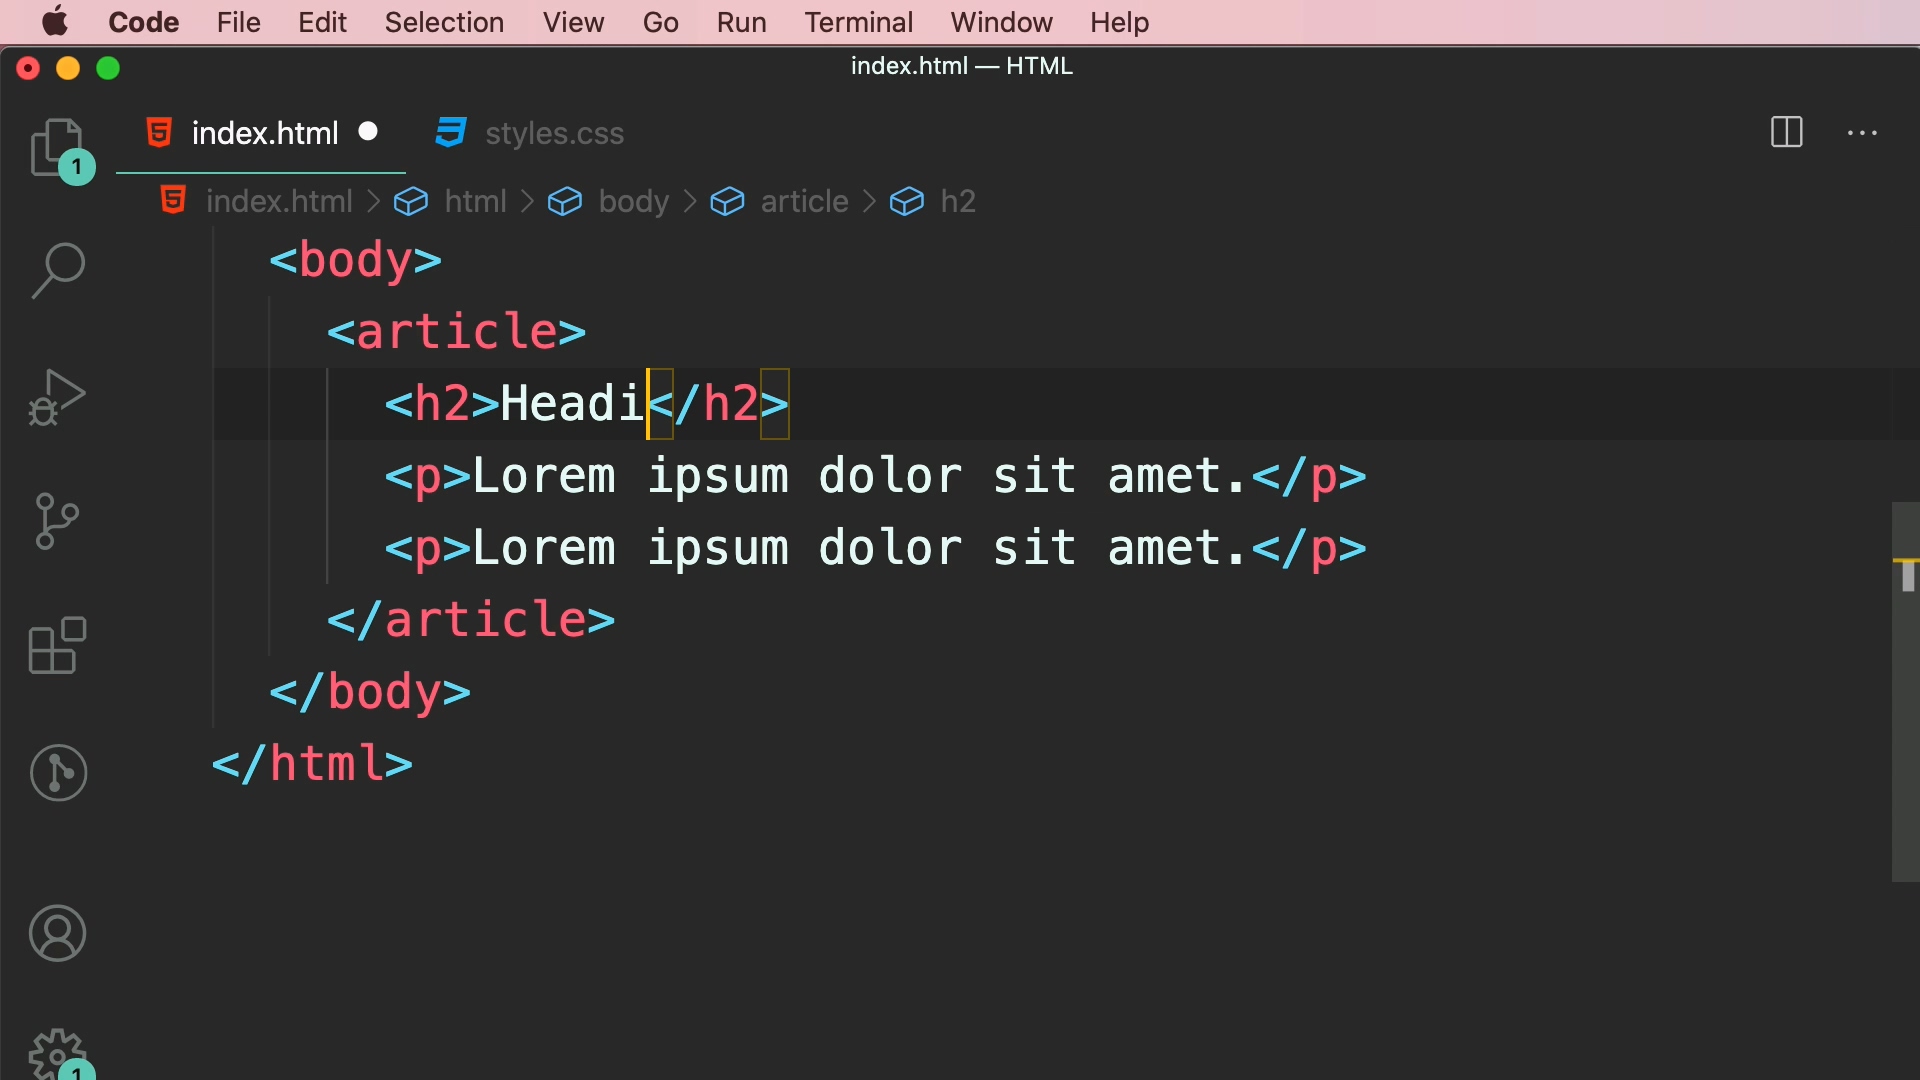 Code File Edit Selection View Go Run Terminal Window Help
index.html — HTML
index.html styles.css
1
index.html > html > body > article > h2
<body>
<article>
<h2>Headi</h2>
<p>Lorem ipsum dolor sit amet.</p>
<p>Lorem ipsum dolor sit amet.</p>
</article>
</body>
</html>
1